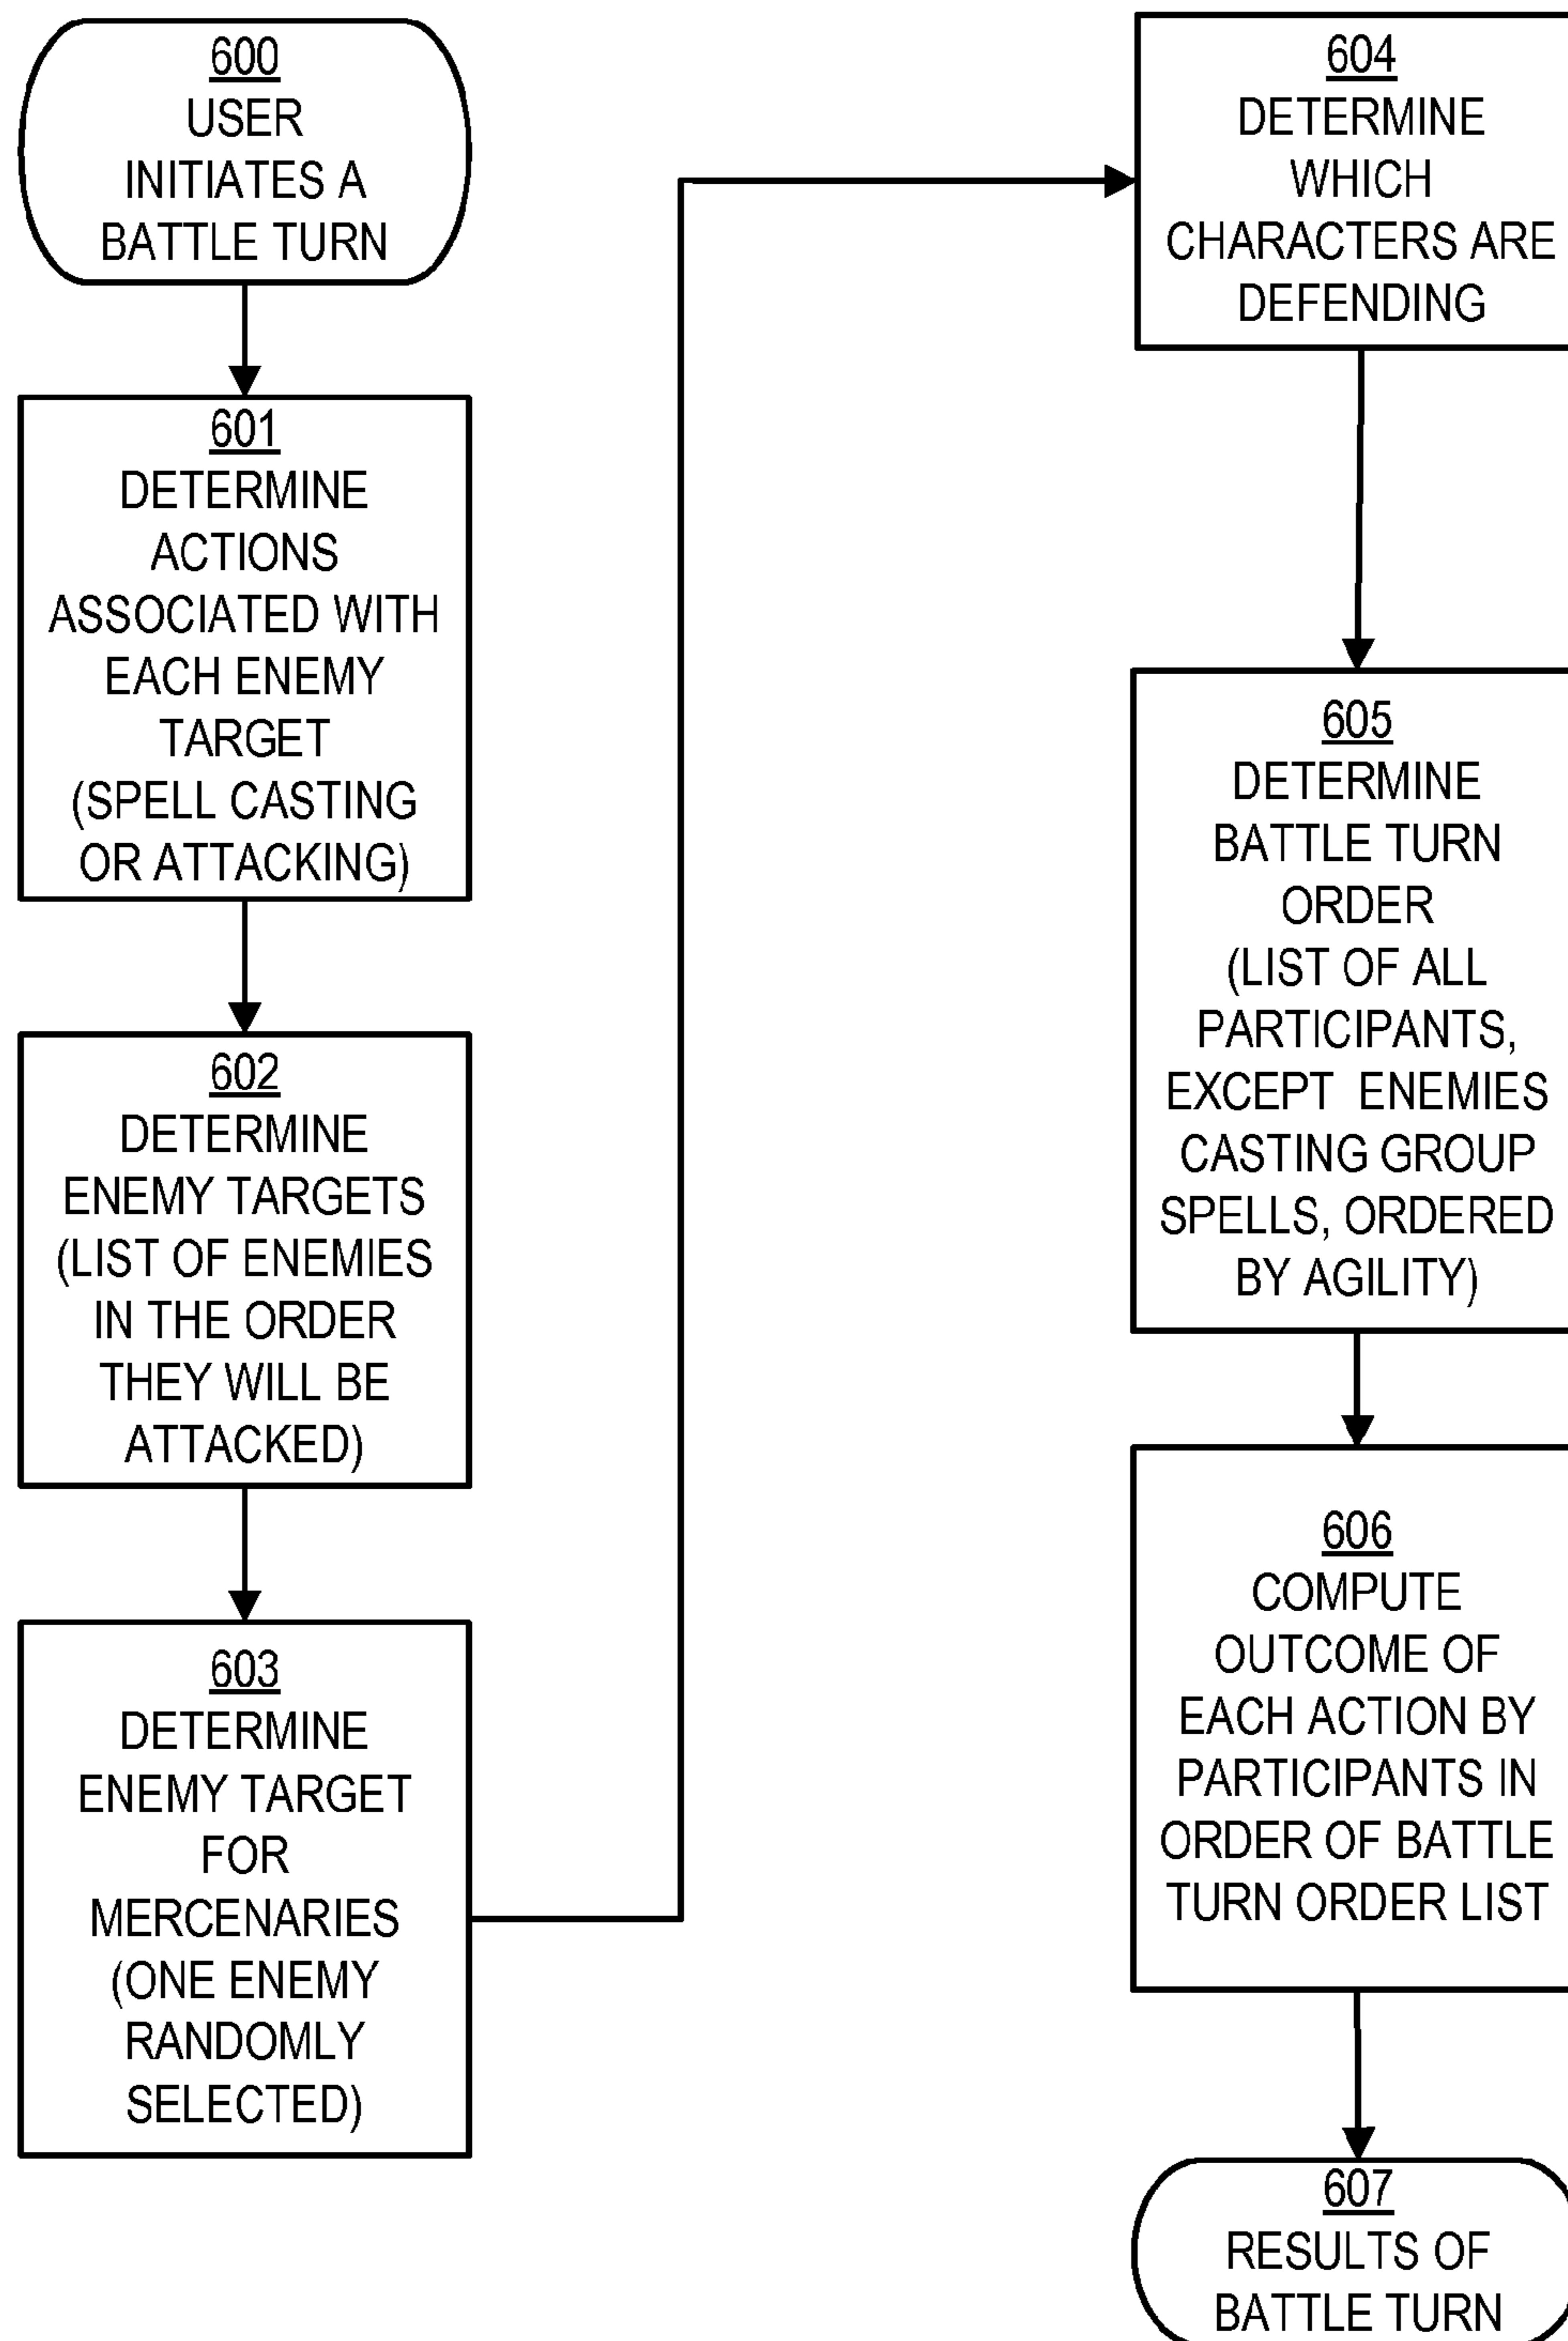 600
USER
INITIATES A
BATTLE TURN
601
DETERMINE
ACTIONS
ASSOCIATED WITH
EACH ENEMY
TARGET
(SPELL CASTING
OR ATTACKING)
602
DETERMINE
ENEMY TARGETS
(LIST OF ENEMIES
IN THE ORDER
THEY WILL BE
ATTACKED)
603
DETERMINE
ENEMY TARGET
FOR
MERCENARIES
(ONE ENEMY
RANDOMLY
SELECTED)
604
DETERMINE
WHICH
CHARACTERS ARE
DEFENDING
605
DETERMINE
BATTLE TURN
ORDER
(LIST OF ALL
PARTICIPANTS,
EXCEPT ENEMIES
CASTING GROUP
SPELLS, ORDERED
BY AGILITY)
606
COMPUTE
OUTCOME OF
EACH ACTION BY
PARTICIPANTS IN
ORDER OF BATTLE
TURN ORDER LIST
607
RESULTS OF
BATTLE TURN